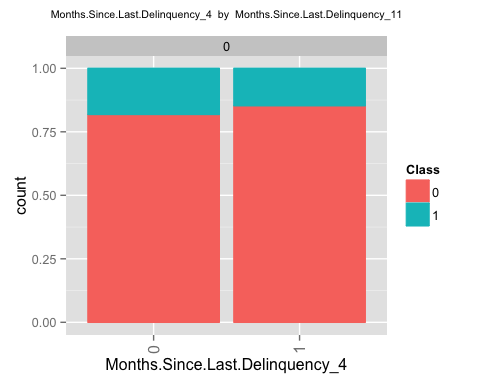 Months.Since.Last.Delinquency_4 by Months.Since.Last.Delinquency_11
0
1.00
0.75
0.50
0.25
0.00
count
0
1
Months.Since.Last.Delinquency_4
Class
0
1